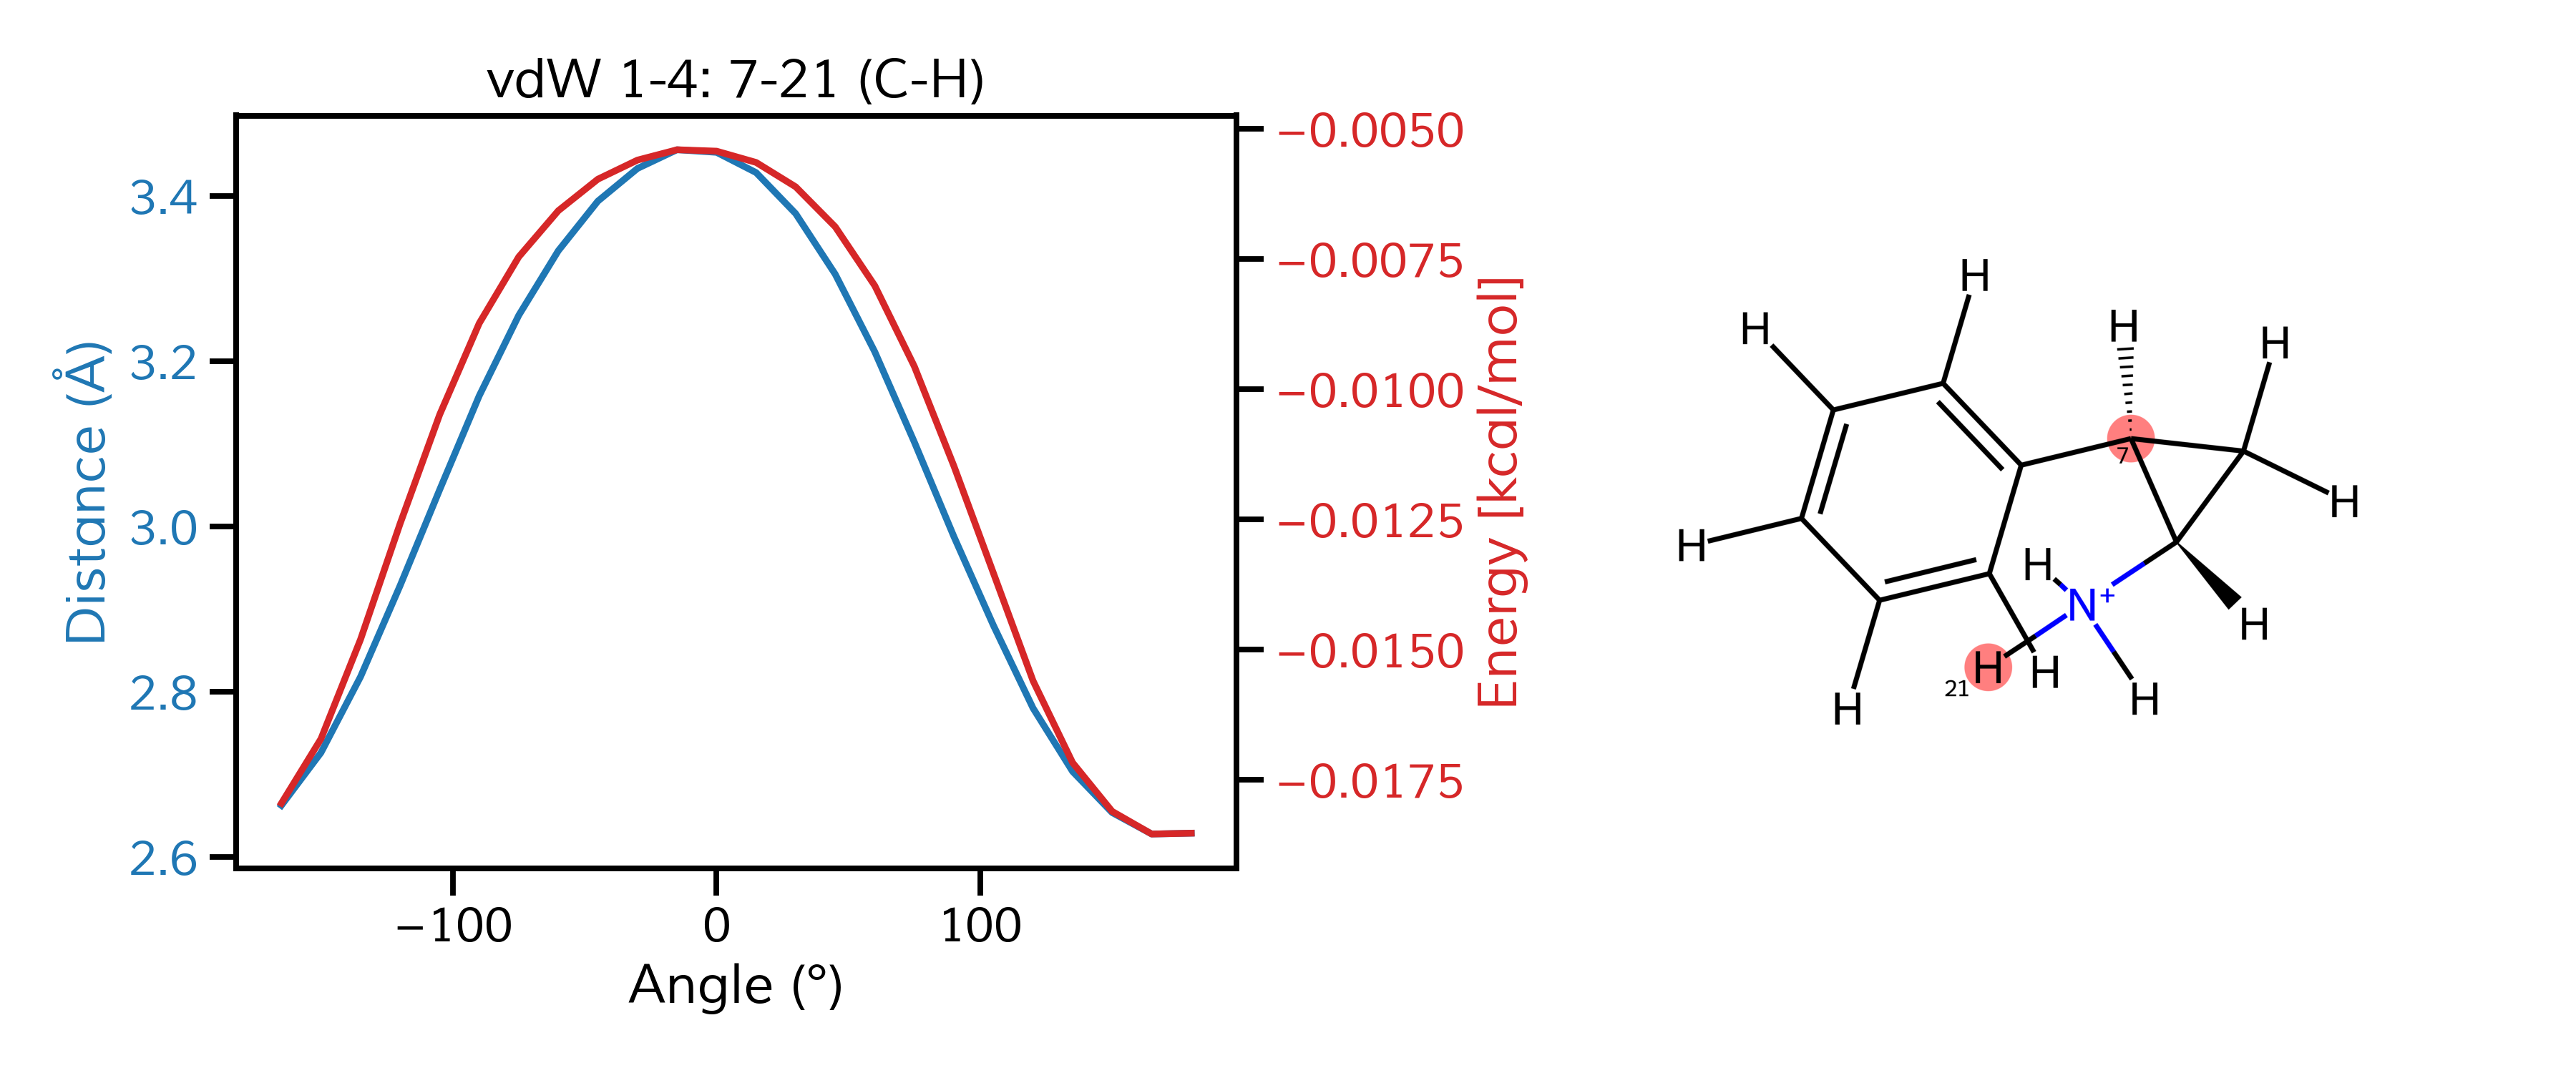 vdW 1-4: 7-21 (C-H)
Distance (Å)
3.4
3.2
3.0
2.8
2.6
−100
0
100
Angle (°)
−0.0050
−0.0075
−0.0100
−0.0125
−0.0150
−0.0175
Energy [kcal/mol]
H
H
H
H
H
7
H
H
H
N+
H
H
21
H
H
H